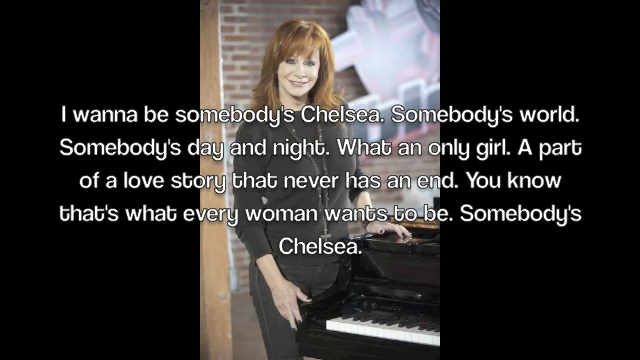 I wanna be somebody's Chelsea. Somebody's world.
Somebody's day and night. What an only girl. A part
of a love story that never has an end. You know
that's what every woman wants to be. Somebody's
Chelsea.